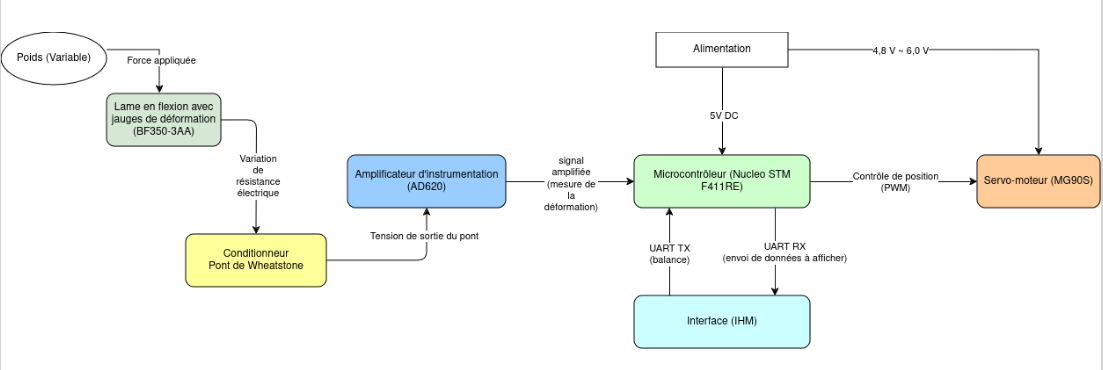 Poids (Variable)
Force appliquée
Lame en flexion avec
jauges de déformation
(BF350-3AA)
Variation
de
résistance
électrique
Conditionneur
Pont de Wheatstone
Tension de sortie du pont
Amplificateur d'instrumentation
(AD620)
signal
amplifiée
(mesure de
la
déformation)
Alimentation
4,8 V ~ 6,0 V
5V DC
Microcontrôleur (Nucleo STM
F411RE)
Contrôle de position
(PWM)
Servo-moteur (MG90S)
UART TX
(balance)
UART RX
(envoi de données à afficher)
Interface (IHM)